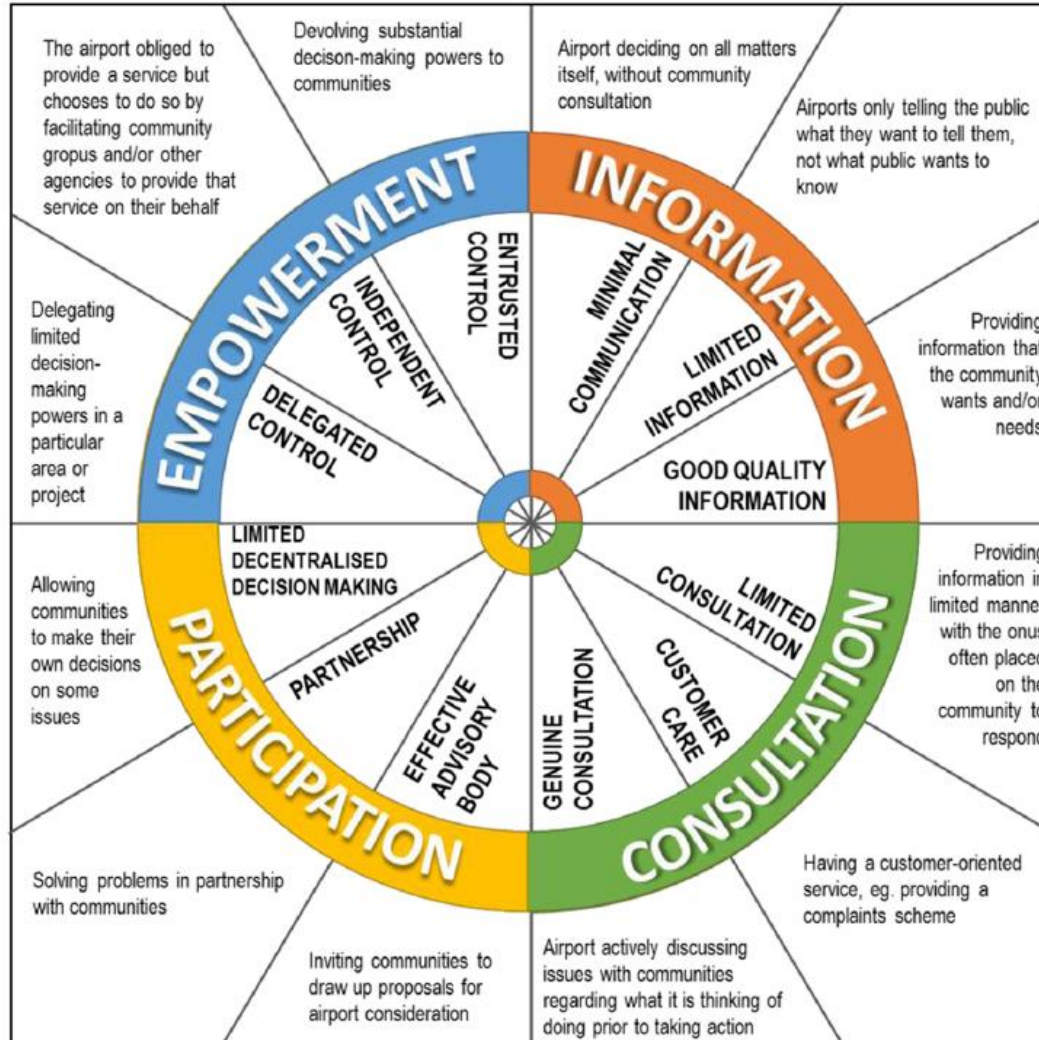 The airport obliged to
provide a service but
chooses to do so by
facilitating community
gropus and/or other
agencies to provide that
service on their behalf
Devolving substantial
decison-making powers to
communities
Airport deciding on all matters
itself, without community
consultation
Airports only telling the public
what they want to tell them,
not what public wants to
know
EMPOWERMENT
INFORMATION
ENTRUSTED
CONTROL
INDEPENDENT
CONTROL
DELEGATED
CONTROL
MINIMAL
COMMUNICATION
LIMITED
INFORMATION
GOOD QUALITY
INFORMATION
Delegating
limited
decision-
making
powers in a
particular
area or
project
Providing
information that
the community
wants and/or
needs
LIMITED
DECENTRALISED
DECISION MAKING
PARTNERSHIP
EFFECTIVE
ADVISORY
BODY
GENUINE
CONSULTATION
CUSTOMER
CARE
LIMITED
CONSULTATION
PARTICIPATION
CONSULTATION
Allowing
communities
to make their
own decisions
on some
issues
Providing
information in
limited manner
with the onus
often placed
on the
community to
respond
Solving problems in partnership
with communities
Inviting communities to
draw up proposals for
airport consideration
Airport actively discussing
issues with communities
regarding what it is thinking of
doing prior to taking action
Having a customer-oriented
service, eg. providing a
complaints scheme